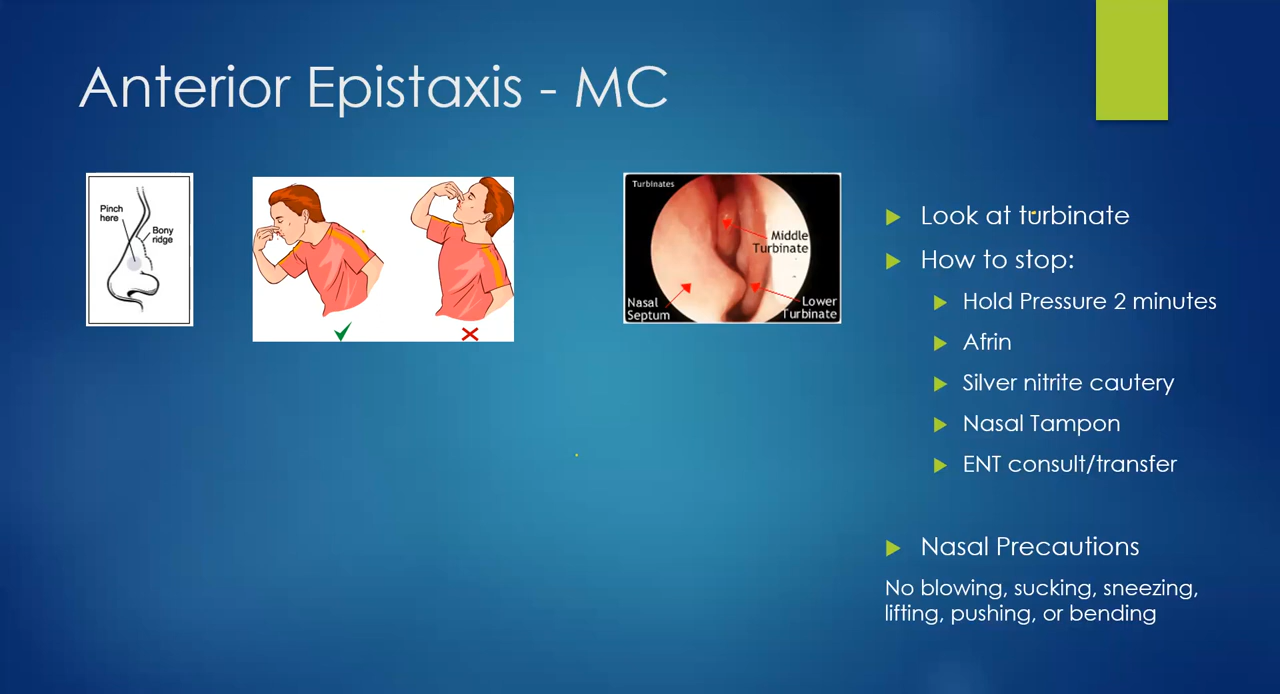 Anterior Epistaxis - MC
Pinch
here
Bony
ridge
Turbinates
Middle
Turbinate
Nasal
Septum
Lower
Turbinate
Look at turbinate
How to stop:
Hold Pressure 2 minutes
Afrin
Silver nitrite cautery
Nasal Tampon
ENT consult/transfer
Nasal Precautions
No blowing, sucking, sneezing,
lifting, pushing, or bending